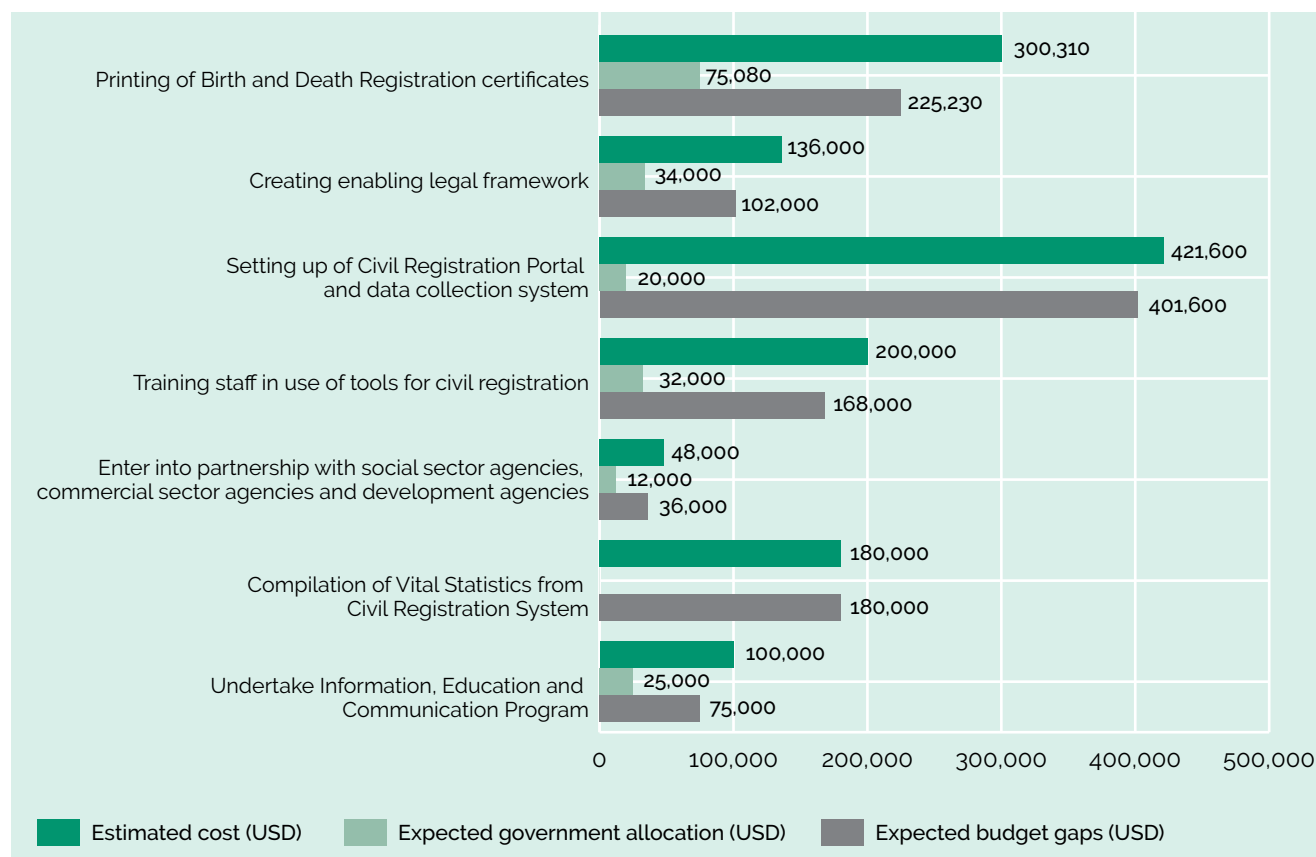 300,310
Printing of Birth and Death Registration certificates
75,080
225,230
136,000
Creating enabling legal framework
34,000
102,000
421,600
Setting up of Civil Registration Portal
and data collection system
20,000
401,600
200,000
Training staff in use of tools for civil registration
32,000
168,000
48,000
Enter into partnership with social sector agencies,
commercial sector agencies and development agencies
12,000
36,000
180,000
Compilation of Vital Statistics from
Civil Registration System
180,000
100,000
Undertake Information, Education and
Communication Program
25,000
75,000
0 100,000 200,000 300,000 400,000 500,000
Estimated cost (USD) Expected government allocation (USD) Expected budget gaps (USD)